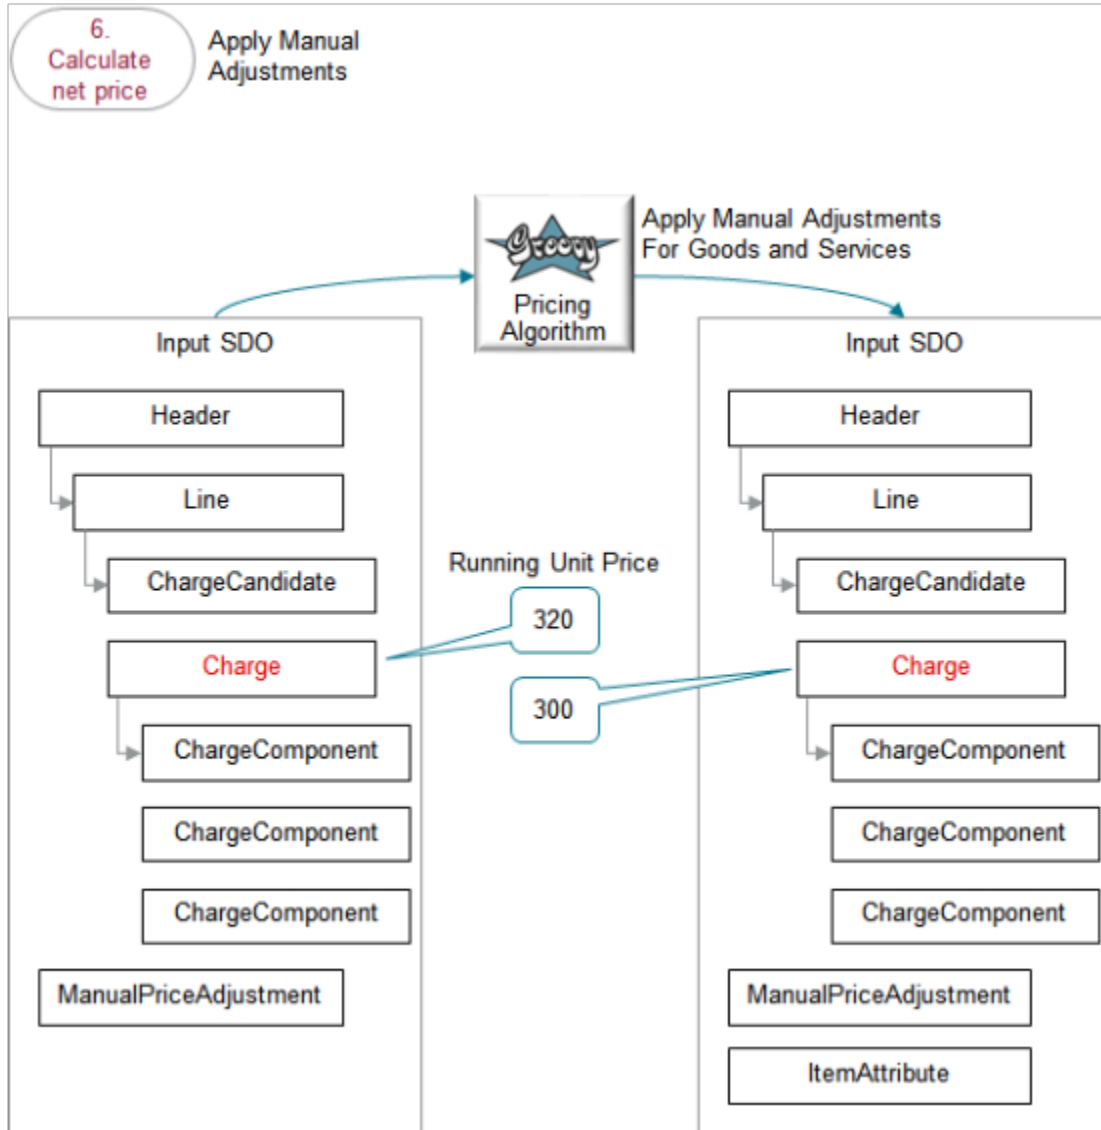 6.
Calculate
net price
Apply Manual
Adjustments
Groovy
Pricing
Algorithm
Apply Manual Adjustments
For Goods and Services
Input SDO
Header
Line
ChargeCandidate
Charge
ChargeComponent
ChargeComponent
ChargeComponent
ManualPriceAdjustment
Running Unit Price
320
300
Input SDO
Header
Line
ChargeCandidate
Charge
ChargeComponent
ChargeComponent
ChargeComponent
ManualPriceAdjustment
ItemAttribute